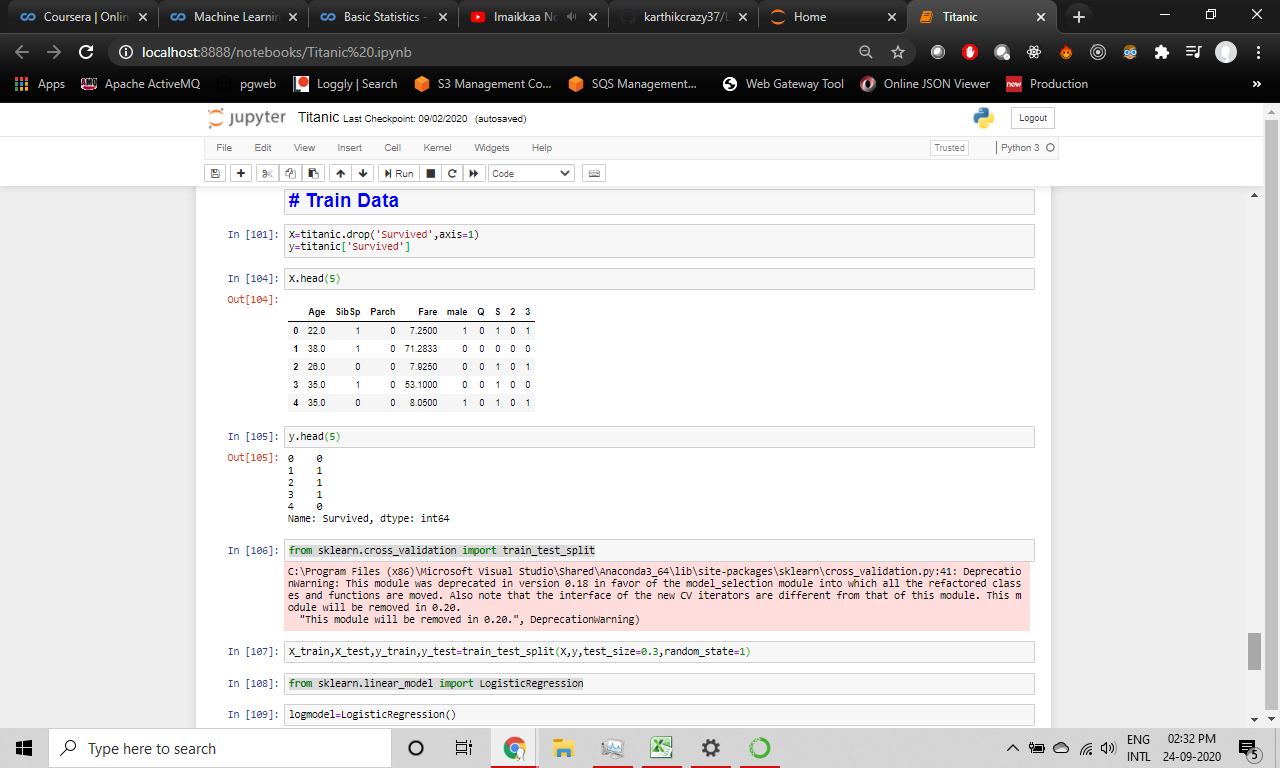 Coursera | Onlin
Machine Learnin
Basic Statistics -
Imaikkaa No
karthikcrazy37/L
Home
Titanic
localhost:8888/notebooks/Titanic%20.ipynb
Apps
Apache ActiveMQ
pgweb
Loggly | Search
S3 Management Co...
SQS Management...
Web Gateway Tool
Online JSON Viewer
now
Production
»
jupyter Titanic Last Checkpoint: 09/02/2020 (autosaved)
Logout
File Edit View Insert Cell Kernel Widgets Help
Trusted
Python 3
Run
Code
# Train Data
In [101]: X=titanic.drop('Survived',axis=1)
y=titanic['Survived']
In [104]: X.head(5)
Out[104]:
Age SibSp Parch Fare male Q S 2 3
0 22.0 1 0 7.2500 1 0 1 0 1
1 38.0 1 0 71.2833 0 0 0 0 0
2 26.0 0 0 7.9250 0 0 1 0 1
3 35.0 1 0 53.1000 0 0 1 0 0
4 35.0 0 0 8.0500 1 0 1 0 1
In [105]: y.head(5)
Out[105]: 0 0
1 1
2 1
3 1
4 0
Name: Survived, dtype: int64
In [106]: from sklearn.cross_validation import train_test_split
C:\Program Files (x86)\Microsoft Visual Studio\Shared\Anaconda3_64\lib\site-packages\sklearn\cross_validation.py:41: Deprecatio
nWarning: This module was deprecated in version 0.18 in favor of the model_selection module into which all the refactored class
es and functions are moved. Also note that the interface of the new CV iterators are different from that of this module. This m
odule will be removed in 0.20.
"This module will be removed in 0.20.", DeprecationWarning)
In [107]: X_train,X_test,y_train,y_test=train_test_split(X,y,test_size=0.3,random_state=1)
In [108]: from sklearn.linear_model import LogisticRegression
In [109]: logmodel=LogisticRegression()
Type here to search
ENG
INTL
02:32 PM
24-09-2020
5